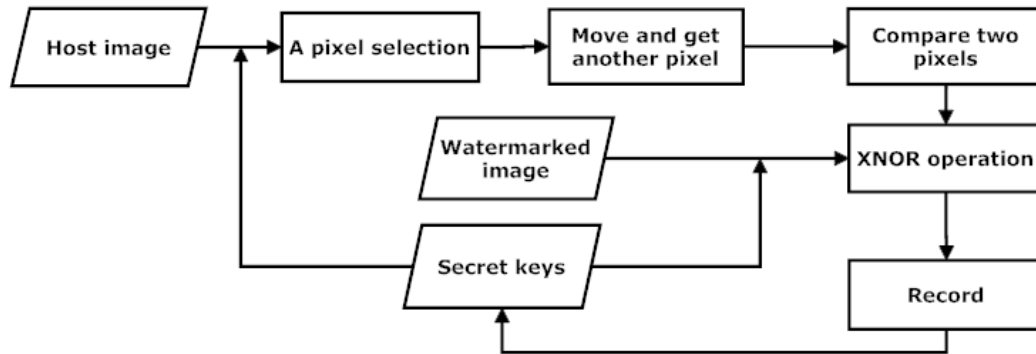 Host image
A pixel selection
Move and get
another pixel
Compare two
pixels
Watermarked
image
XNOR operation
Secret keys
Record